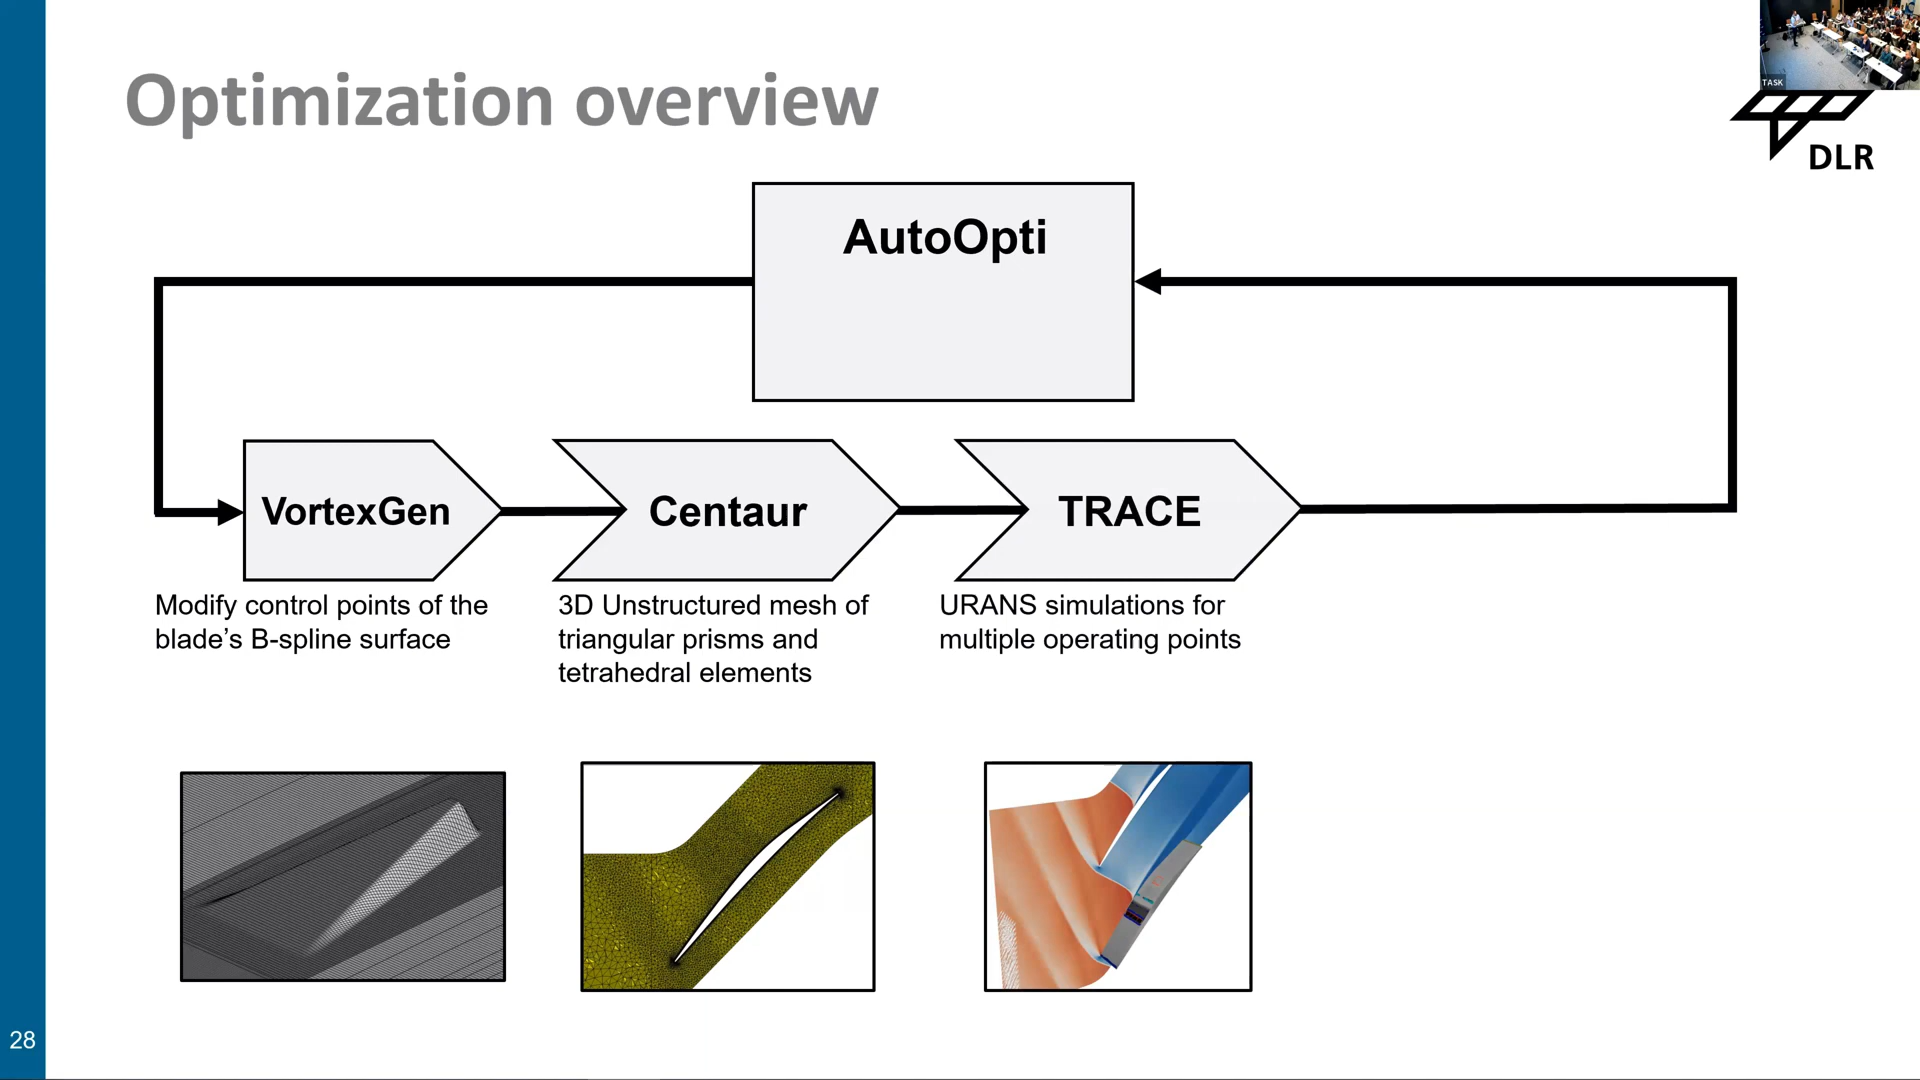 Optimization overview
TASK
DLR
AutoOpti
VortexGen
Centaur
TRACE
Modify control points of the
blade’s B-spline surface
3D Unstructured mesh of
triangular prisms and
tetrahedral elements
URANS simulations for
multiple operating points
28